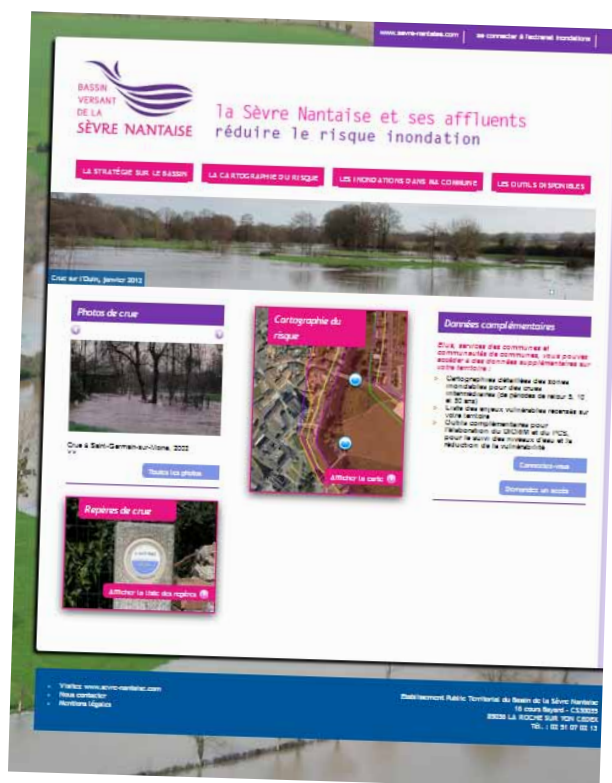 www.sevre-nantaise.com | se connecter à l'extranet inondations
BASSIN
VERSANT
DE LA
SÈVRE NANTAISE
la Sèvre Nantaise et ses affluents
réduire le risque inondation
LA STRATÉGIE SUR LE BASSIN
LA CARTOGRAPHIE DU RISQUE
LES INONDATIONS DANS MA COMMUNE
LES OUTILS DISPONIBLES
Crue sur l'Ouin, janvier 2012
Photos de crue
Crue à Saint-Germain-sur-Moine, 2003
Toutes les photos
Repères de crue
Afficher la liste des repères
Cartographie du
risque
Afficher la carte
Données complémentaires
Elus, services des communes et
communautés de communes, vous pouvez
accéder à des données supplémentaires sur
votre territoire :
Cartographies détaillées des zones
inondables pour des crues
intermédiaires (de périodes de retour 5, 10
et 50 ans)
Liste des enjeux vulnérables recensés sur
votre territoire
Outils complémentaires pour
l'élaboration du DICRIM et du PCS,
pour le suivi des niveaux d'eau et la
réduction de la vulnérabilité
Connectez-vous
Demandez un accès
Visitez www.sevre-nantaise.com
Nous contacter
Mentions légales
Etablissement Public Territorial du Bassin de la Sèvre Nantaise
16 cours Bayard - CS30035
85036 LA ROCHE SUR YON CEDEX
TÉL. : 02 51 07 02 13